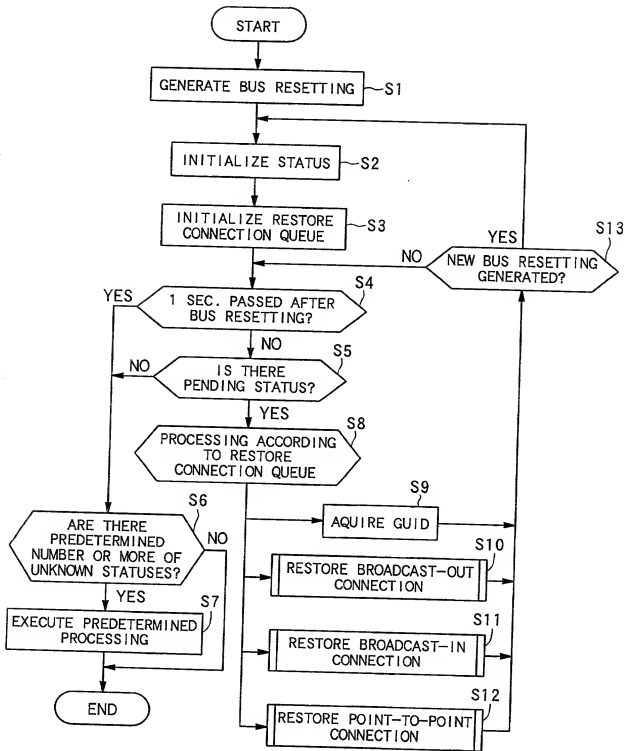 START
GENERATE BUS RESETTING
S1
INITIALIZE STATUS
S2
INITIALIZE RESTORE
CONNECTION QUEUE
S3
S13
YES
NO
NEW BUS RESETTING
GENERATED?
S4
YES
1 SEC. PASSED AFTER
BUS RESETTING?
NO
S5
NO
IS THERE
PENDING STATUS?
YES
S8
PROCESSING ACCORDING
TO RESTORE
CONNECTION QUEUE
S9
AQUIRE GUID
S6
ARE THERE
PREDETERMINED
NUMBER OR MORE OF
UNKNOWN STATUSES?
NO
S10
RESTORE BROADCAST-OUT
CONNECTION
YES
S7
EXECUTE PREDETERMINED
PROCESSING
S11
RESTORE BROADCAST-IN
CONNECTION
END
S12
RESTORE POINT-TO-POINT
CONNECTION